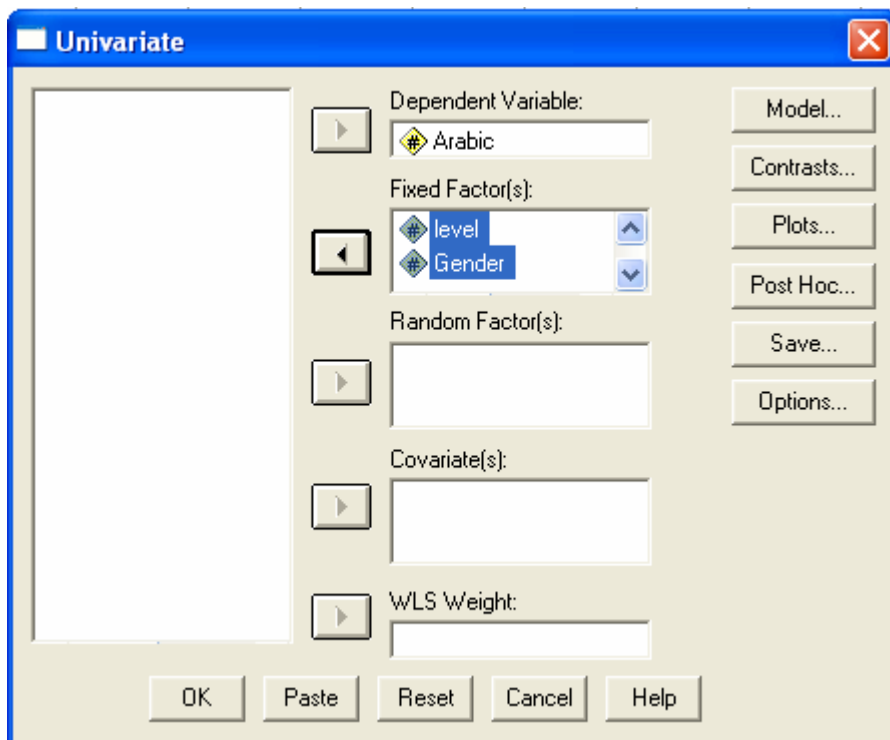 Univariate
Dependent Variable:
# Arabic
Fixed Factor(s):
# level
# Gender
Random Factor(s):
Covariate(s):
WLS Weight:
Model...
Contrasts...
Plots...
Post Hoc...
Save...
Options...
OK Paste Reset Cancel Help